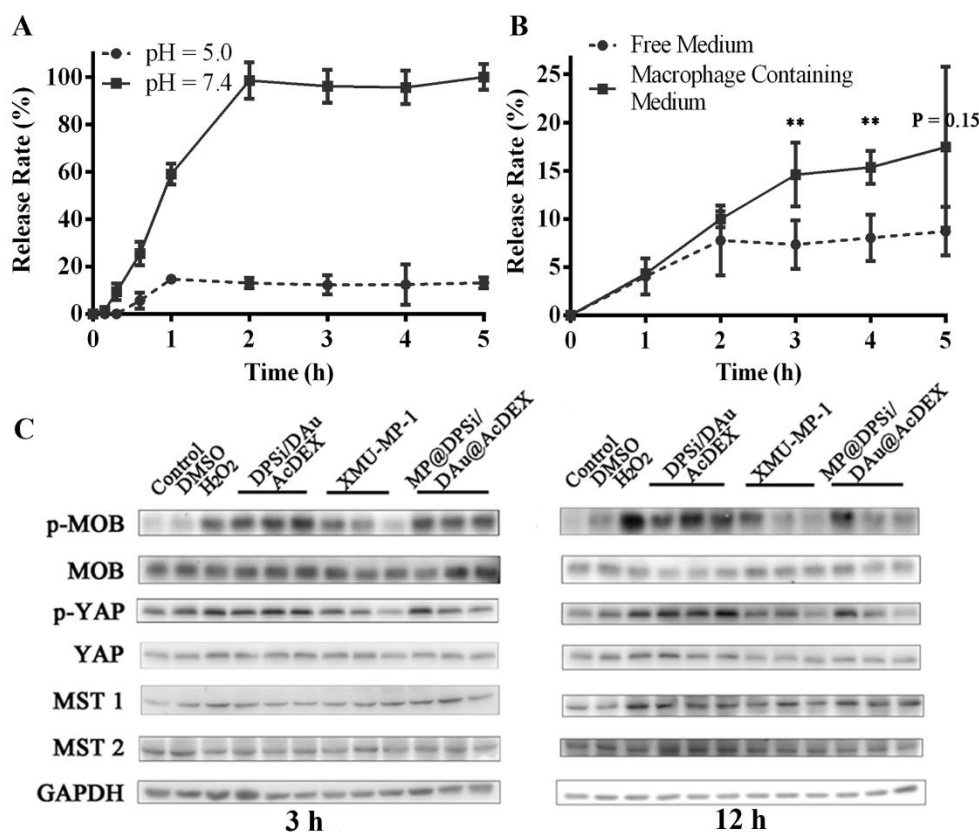 A
pH = 5.0
pH = 7.4
Release Rate (%)
100
80
60
40
20
0
0 1 2 3 4 5
Time (h)
B
Free Medium
Macrophage Containing
Medium
Release Rate (%)
25
20
15
10
5
0
** ** P = 0.15
0 1 2 3 4 5
Time (h)
C
Control
DMSO
H2O2
DPSi/DAu
AcDEX
XMU-MP-1
MP@DPSi/
DAu@AcDEX
Control
DMSO
H2O2
DPSi/DAu
AcDEX
XMU-MP-1
MP@DPSi/
DAu@AcDEX
p-MOB
MOB
p-YAP
YAP
MST 1
MST 2
GAPDH
3 h
12 h